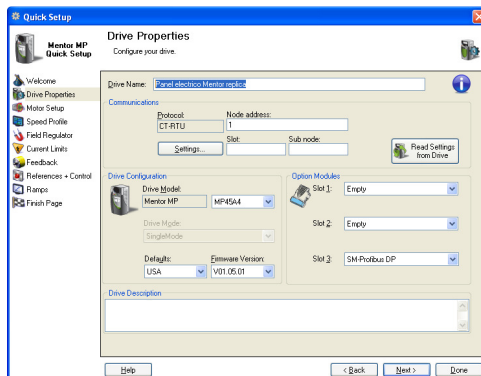 Quick Setup
Mentor MP
Quick Setup
Drive Properties
Configure your drive.
Welcome
Drive Properties
Motor Setup
Speed Profile
Field Regulator
Current Limits
Feedback
References + Control
Ramps
Finish Page
Drive Name: Panel electrico Mentor replica
Communications
Protocol: Node address:
CT-RTU 1
Settings... Slot: Sub node:
Read Settings
from Drive
Drive Configuration
Drive Model:
Mentor MP MP45A4
Drive Mode:
SingleMode
Defaults: Firmware Version:
USA V01.05.01
Option Modules
Slot 1: Empty
Slot 2: Empty
Slot 3: SM-Profibus DP
Drive Description
Help < Back Next > Done